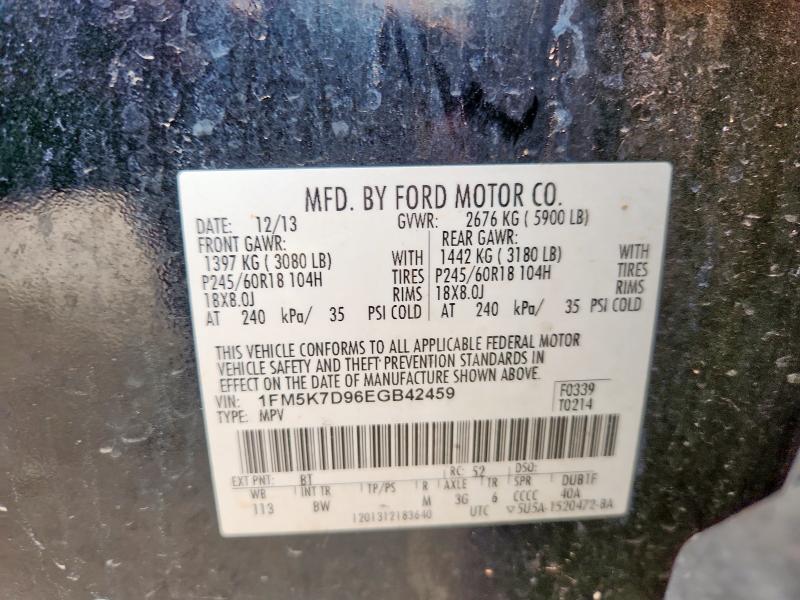 MFD. BY FORD MOTOR CO.
DATE: 12/13 GVWR: 2676 KG ( 5900 LB)
FRONT GAWR: REAR GAWR:
1397 KG ( 3080 LB) WITH 1442 KG ( 3180 LB) WITH
P245/60R18 104H TIRES P245/60R18 104H TIRES
18X8.0J RIMS 18X8.0J RIMS
AT 240 kPa/ 35 PSI COLD AT 240 kPa/ 35 PSI COLD
THIS VEHICLE CONFORMS TO ALL APPLICABLE FEDERAL MOTOR
VEHICLE SAFETY AND THEFT PREVENTION STANDARDS IN
EFFECT ON THE DATE OF MANUFACTURE SHOWN ABOVE.
VIN: 1FM5K7D96EGB42459 F0339
TYPE: MPV T0214
EXT PNT: BT RC: 52 DSO:
WB INT TR TP/PS R AXLE TR SPR DUB1F
113 BW M 3G 6 CCCC 40A
1201312183640 UTC 5U5A-1520472-BA